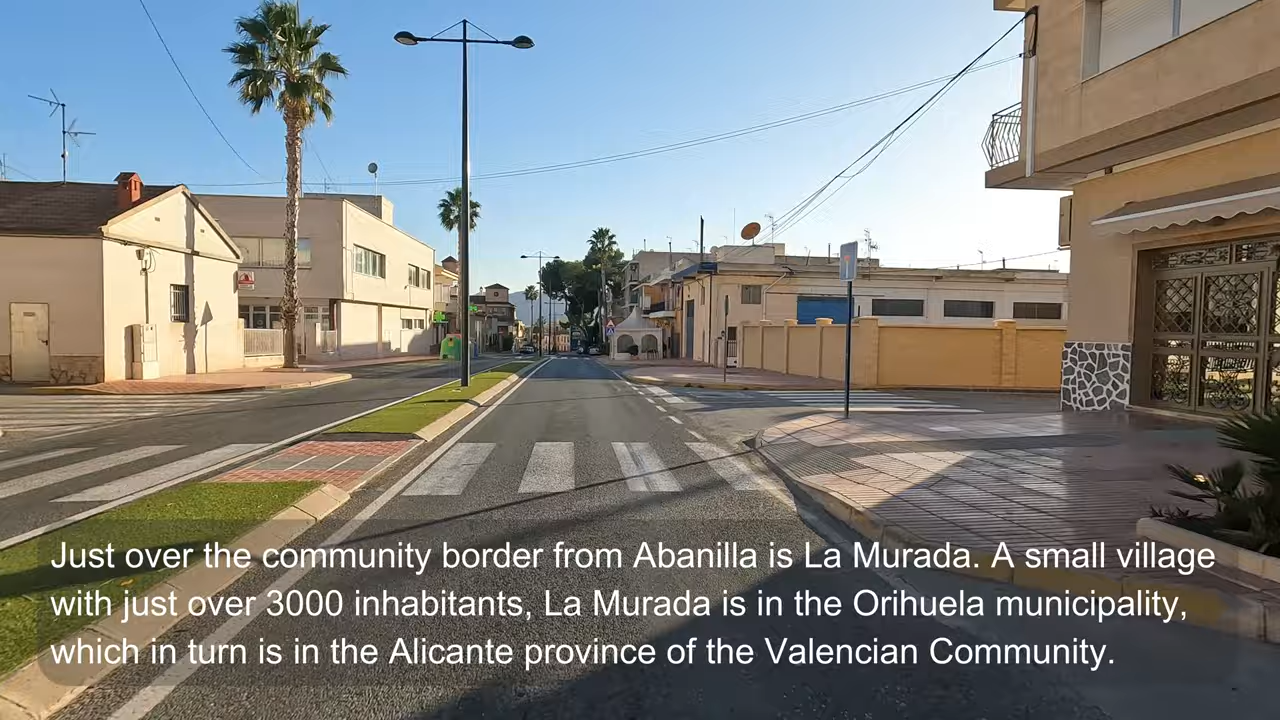 Just over the community border from Abanilla is La Murada. A small village
with just over 3000 inhabitants, La Murada is in the Orihuela municipality,
which in turn is in the Alicante province of the Valencian Community.